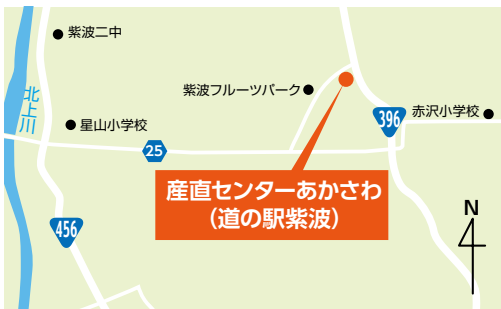 紫波二中
紫波フルーツパーク
北上川
星山小学校
396
赤沢小学校
25
産直センターあかさわ
(道の駅紫波)
456
N